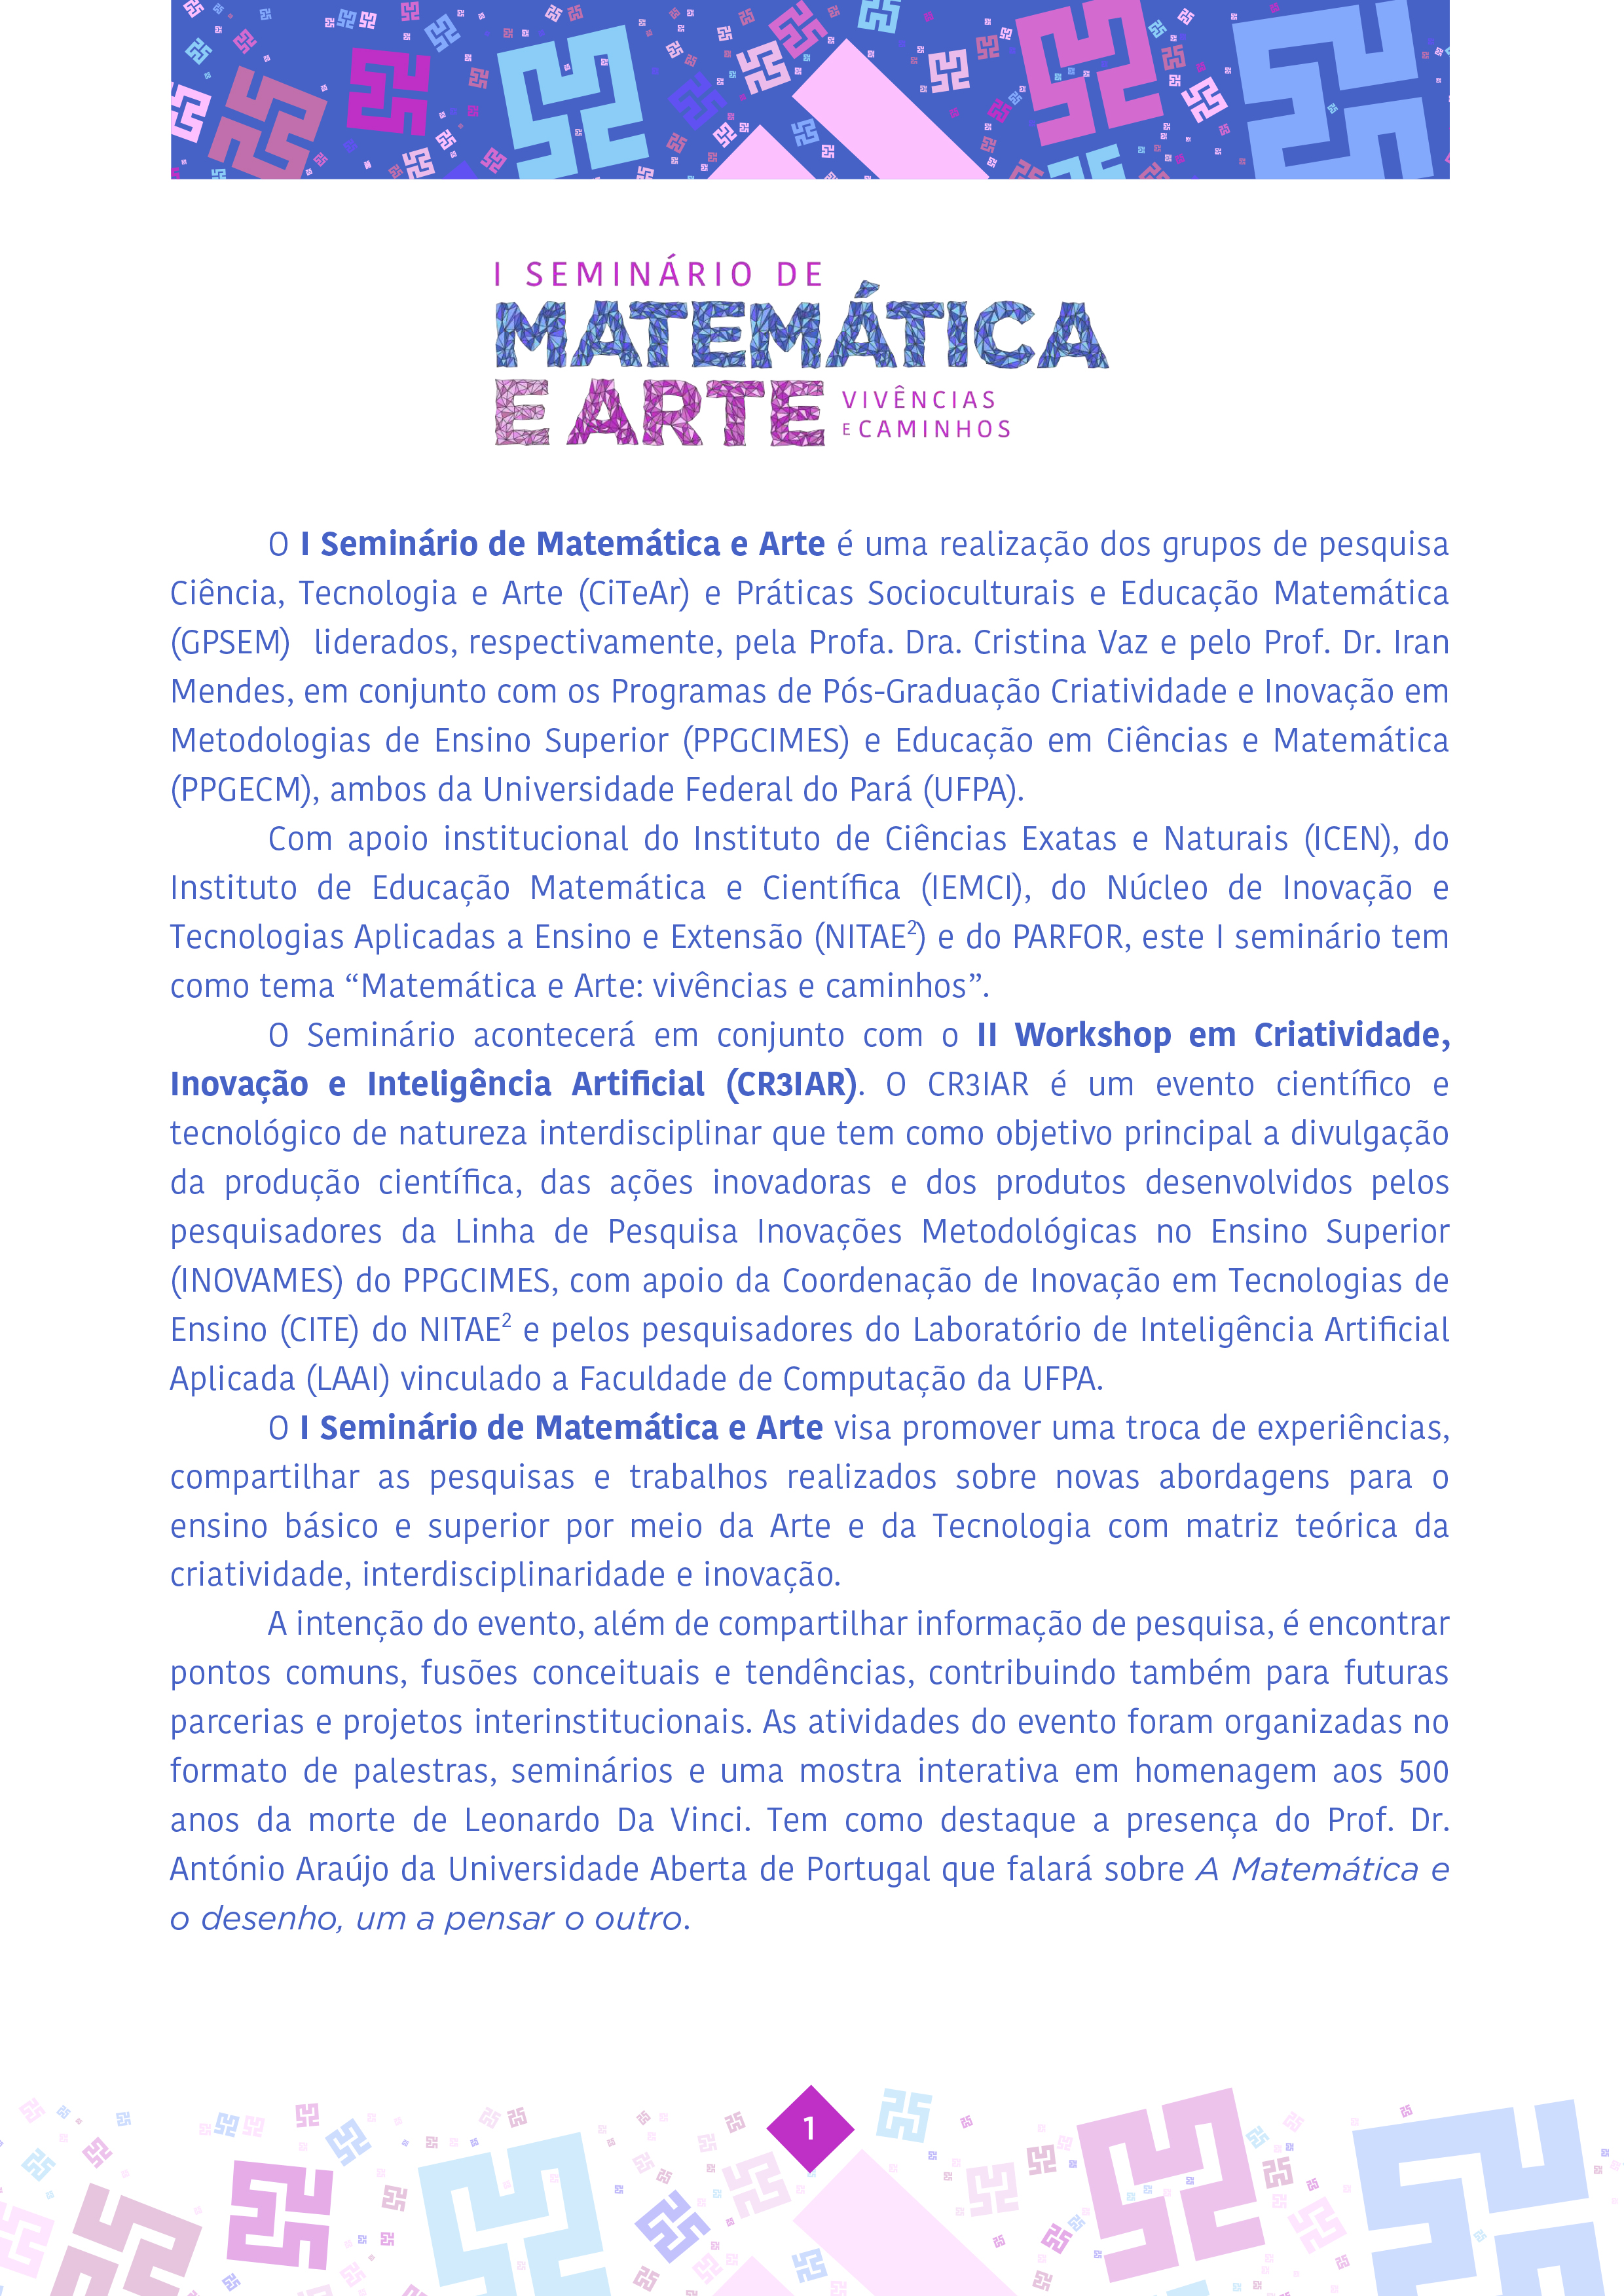 I SEMINÁRIO DE
MATEMÁTICA
E ARTE VIVÊNCIAS
E CAMINHOS
O I Seminário de Matemática e Arte é uma realização dos grupos de pesquisa
Ciência, Tecnologia e Arte (CiTeAr) e Práticas Socioculturais e Educação Matemática
(GPSEM) liderados, respectivamente, pela Profa. Dra. Cristina Vaz e pelo Prof. Dr. Iran
Mendes, em conjunto com os Programas de Pós-Graduação Criatividade e Inovação em
Metodologias de Ensino Superior (PPGCIMES) e Educação em Ciências e Matemática
(PPGECM), ambos da Universidade Federal do Pará (UFPA).
Com apoio institucional do Instituto de Ciências Exatas e Naturais (ICEN), do
Instituto de Educação Matemática e Científica (IEMCI), do Núcleo de Inovação e
Tecnologias Aplicadas a Ensino e Extensão (NITAE²) e do PARFOR, este I seminário tem
como tema “Matemática e Arte: vivências e caminhos”.
O Seminário acontecerá em conjunto com o II Workshop em Criatividade,
Inovação e Inteligência Artificial (CR3IAR). O CR3IAR é um evento científico e
tecnológico de natureza interdisciplinar que tem como objetivo principal a divulgação
da produção científica, das ações inovadoras e dos produtos desenvolvidos pelos
pesquisadores da Linha de Pesquisa Inovações Metodológicas no Ensino Superior
(INOVAMES) do PPGCIMES, com apoio da Coordenação de Inovação em Tecnologias de
Ensino (CITE) do NITAE² e pelos pesquisadores do Laboratório de Inteligência Artificial
Aplicada (LAAI) vinculado a Faculdade de Computação da UFPA.
O I Seminário de Matemática e Arte visa promover uma troca de experiências,
compartilhar as pesquisas e trabalhos realizados sobre novas abordagens para o
ensino básico e superior por meio da Arte e da Tecnologia com matriz teórica da
criatividade, interdisciplinaridade e inovação.
A intenção do evento, além de compartilhar informação de pesquisa, é encontrar
pontos comuns, fusões conceituais e tendências, contribuindo também para futuras
parcerias e projetos interinstitucionais. As atividades do evento foram organizadas no
formato de palestras, seminários e uma mostra interativa em homenagem aos 500
anos da morte de Leonardo Da Vinci. Tem como destaque a presença do Prof. Dr.
António Araújo da Universidade Aberta de Portugal que falará sobre A Matemática e
o desenho, um a pensar o outro.
1